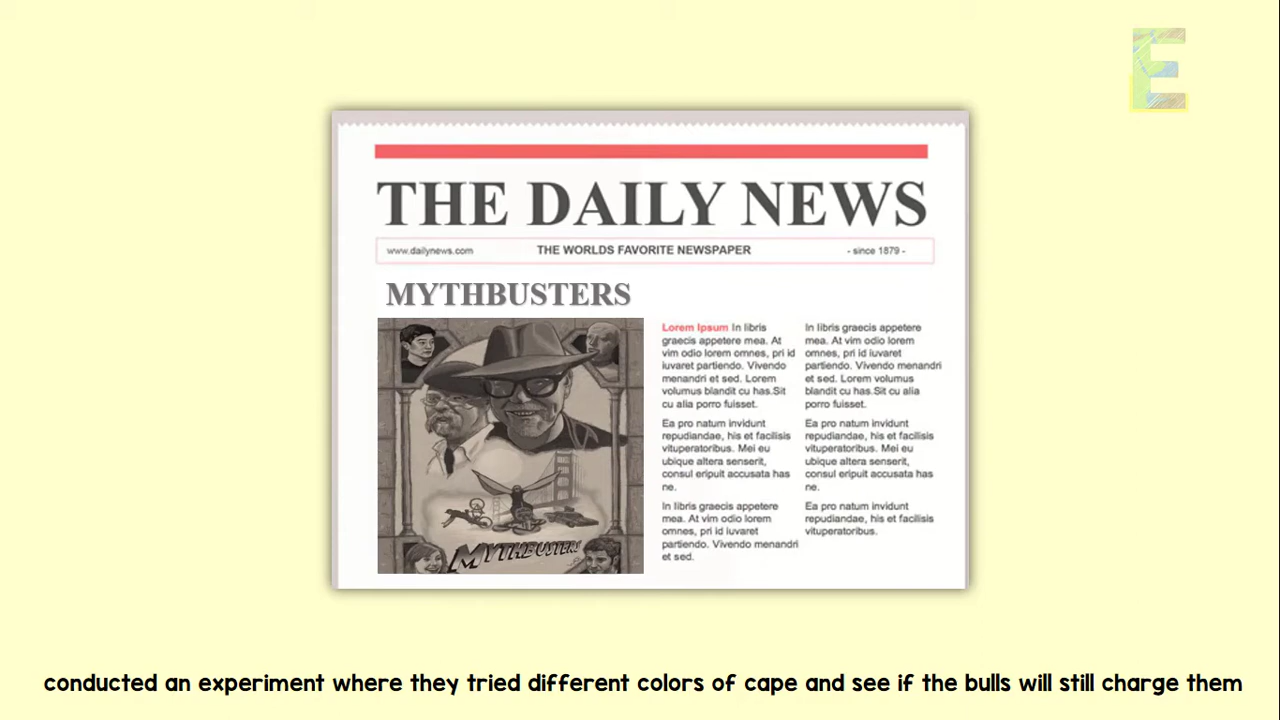 E
THE DAILY NEWS
www.dailynews.com THE WORLDS FAVORITE NEWSPAPER - since 1879 -
MYTHBUSTERS
MYTHBUSTERS
Lorem Ipsum In libris
graecis appetere mea. At
vim odio lorem omnes, pri id
iuvaret partiendo. Vivendo
menandri et sed. Lorem
volumus blandit cu has.Sit
cu alia porro fuisset.
Ea pro natum invidunt
repudiandae, his et facilisis
vituperatoribus. Mei eu
ubique altera senserit,
consul eripuit accusata has
ne.
In libris graecis appetere
mea. At vim odio lorem
omnes, pri id iuvaret
partiendo. Vivendo menandri
et sed.
In libris graecis appetere
mea. At vim odio lorem
omnes, pri id iuvaret
partiendo. Vivendo menandri
et sed. Lorem volumus
blandit cu has.Sit cu alia
porro fuisset.
Ea pro natum invidunt
repudiandae, his et facilisis
vituperatoribus. Mei eu
ubique altera senserit,
consul eripuit accusata has
ne.
Ea pro natum invidunt
repudiandae, his et facilisis
vituperatoribus.
conducted an experiment where they tried different colors of cape and see if the bulls will still charge them